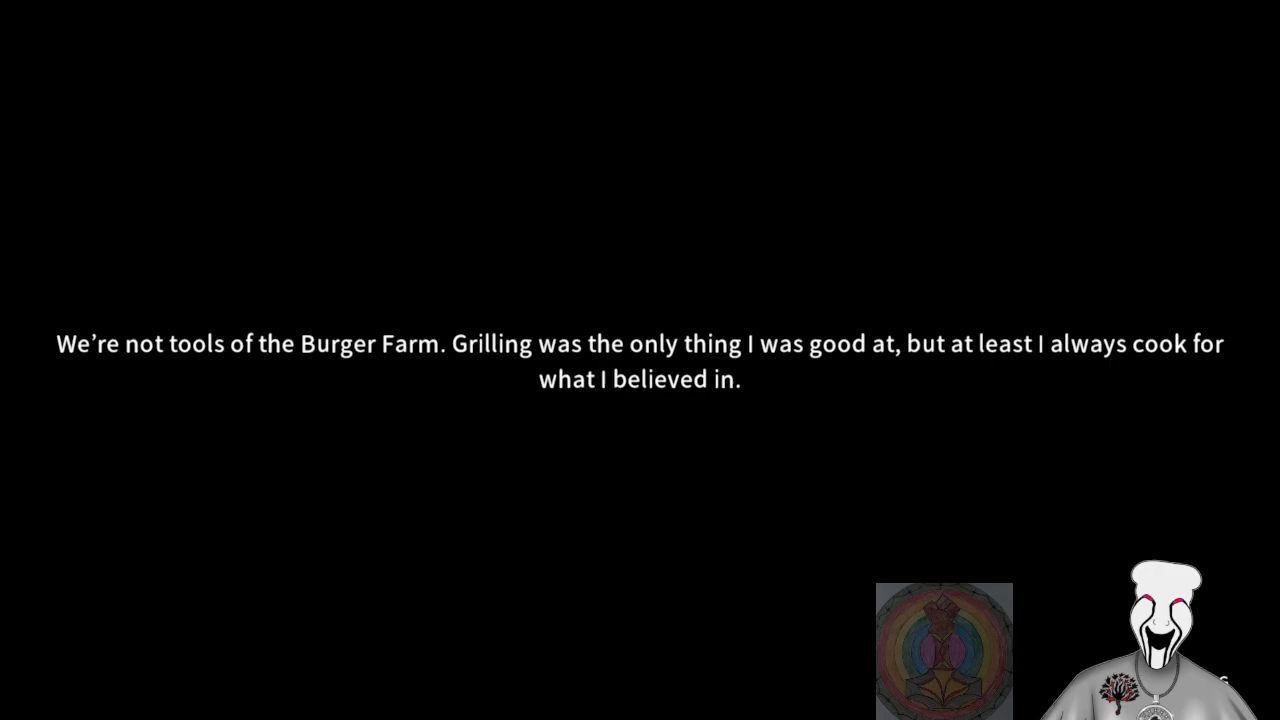 We’re not tools of the Burger Farm. Grilling was the only thing I was good at, but at least I always cook for
what I believed in.